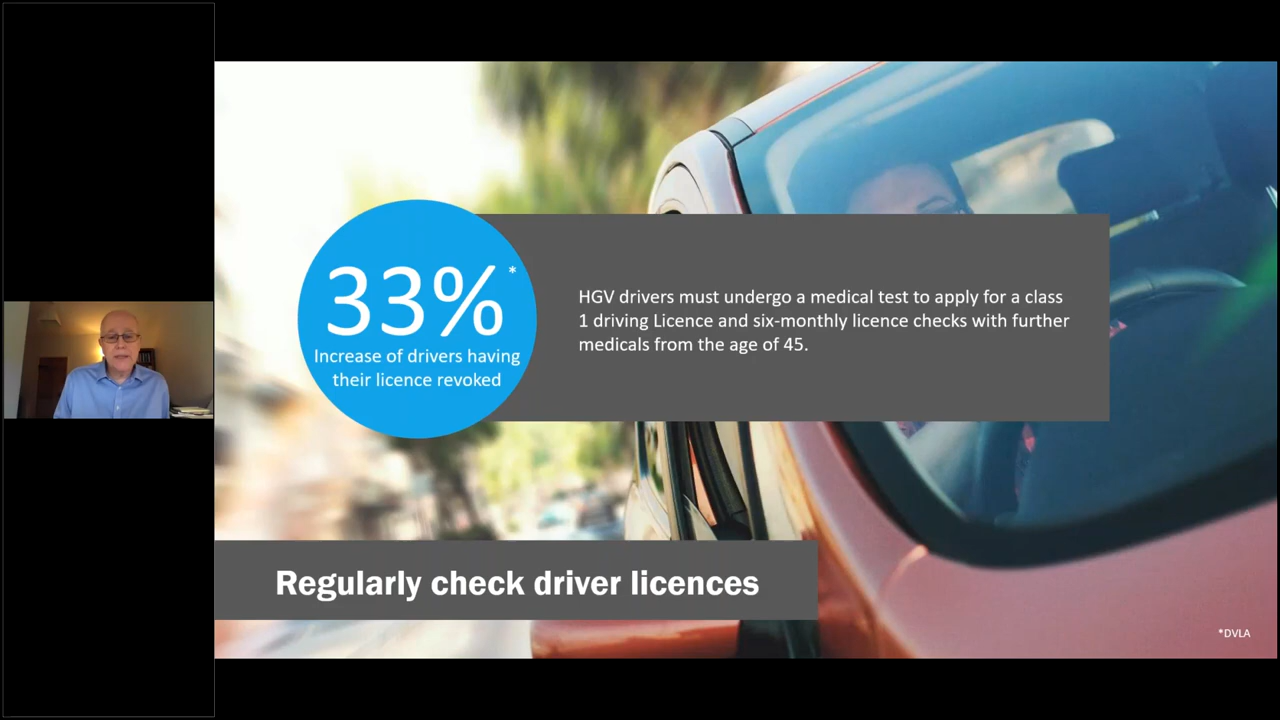 33%*
Increase of drivers having
their licence revoked
HGV drivers must undergo a medical test to apply for a class
1 driving Licence and six-monthly licence checks with further
medicals from the age of 45.
Regularly check driver licences
*DVLA